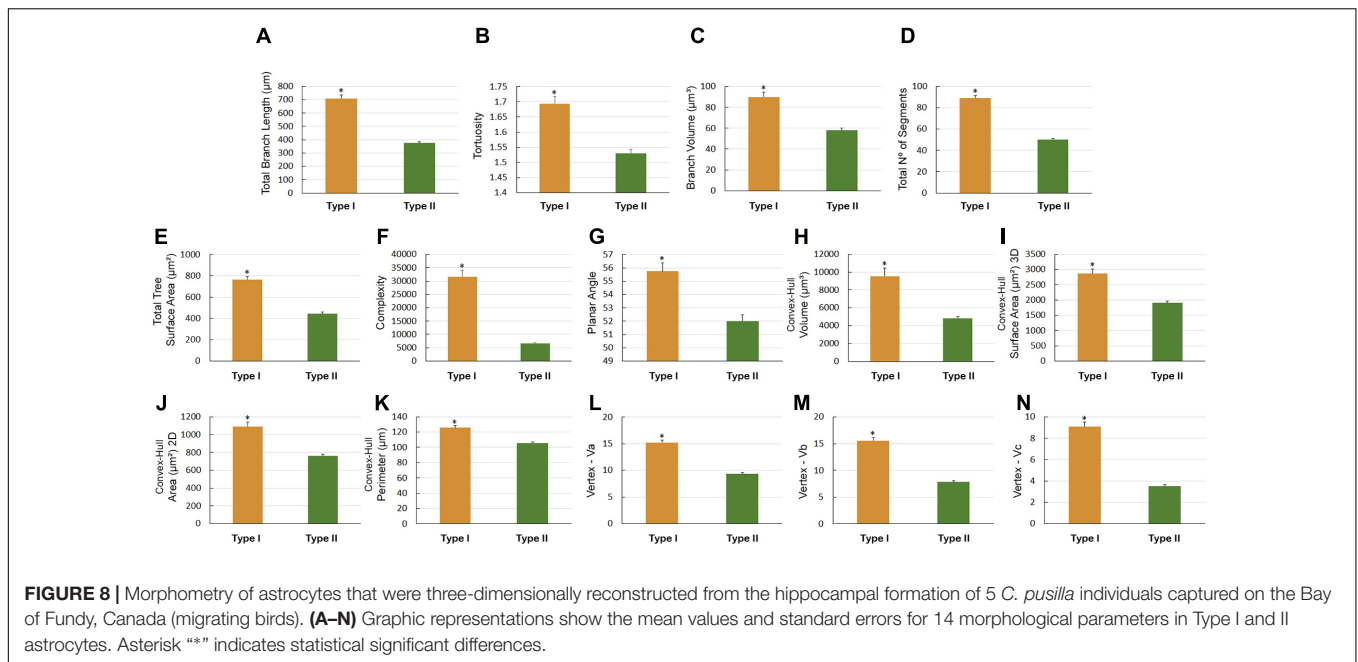 A
Total Branch Length (µm)
800
700
600
500
400
300
200
100
0
*
Type I Type II
B
Tortuosity
1.75
1.7
1.65
1.6
1.55
1.5
1.45
1.4
*
Type I Type II
C
Branch Volume (µm³)
100
80
60
40
20
0
*
Type I Type II
D
Total Nº of Segments
100
80
60
40
20
0
*
Type I Type II
E
Total Tree
Surface Area (µm²)
1000
800
600
400
200
0
*
Type I Type II
F
Complexity
40000
35000
30000
25000
20000
15000
10000
5000
0
*
Type I Type II
G
Planar Angle
57
56
55
54
53
52
51
50
49
*
Type I Type II
H
Convex-Hull
Volume (µm³)
12000
10000
8000
6000
4000
2000
0
*
Type I Type II
I
Convex-Hull
Surface Area (µm²) 3D
3500
3000
2500
2000
1500
1000
500
0
*
Type I Type II
J
Convex-Hull
Area (µm²) 2D
1200
1000
800
600
400
200
0
*
Type I Type II
K
Convex-Hull
Perimeter (µm)
140
120
100
80
60
40
20
0
*
Type I Type II
L
Vertex - Va
20
15
10
5
0
*
Type I Type II
M
Vertex - Vb
20
15
10
5
0
*
Type I Type II
N
Vertex - Vc
10
8
6
4
2
0
*
Type I Type II
FIGURE 8 | Morphometry of astrocytes that were three-dimensionally reconstructed from the hippocampal formation of 5 C. pusilla individuals captured on the Bay
of Fundy, Canada (migrating birds). (A–N) Graphic representations show the mean values and standard errors for 14 morphological parameters in Type I and II
astrocytes. Asterisk “*” indicates statistical significant differences.